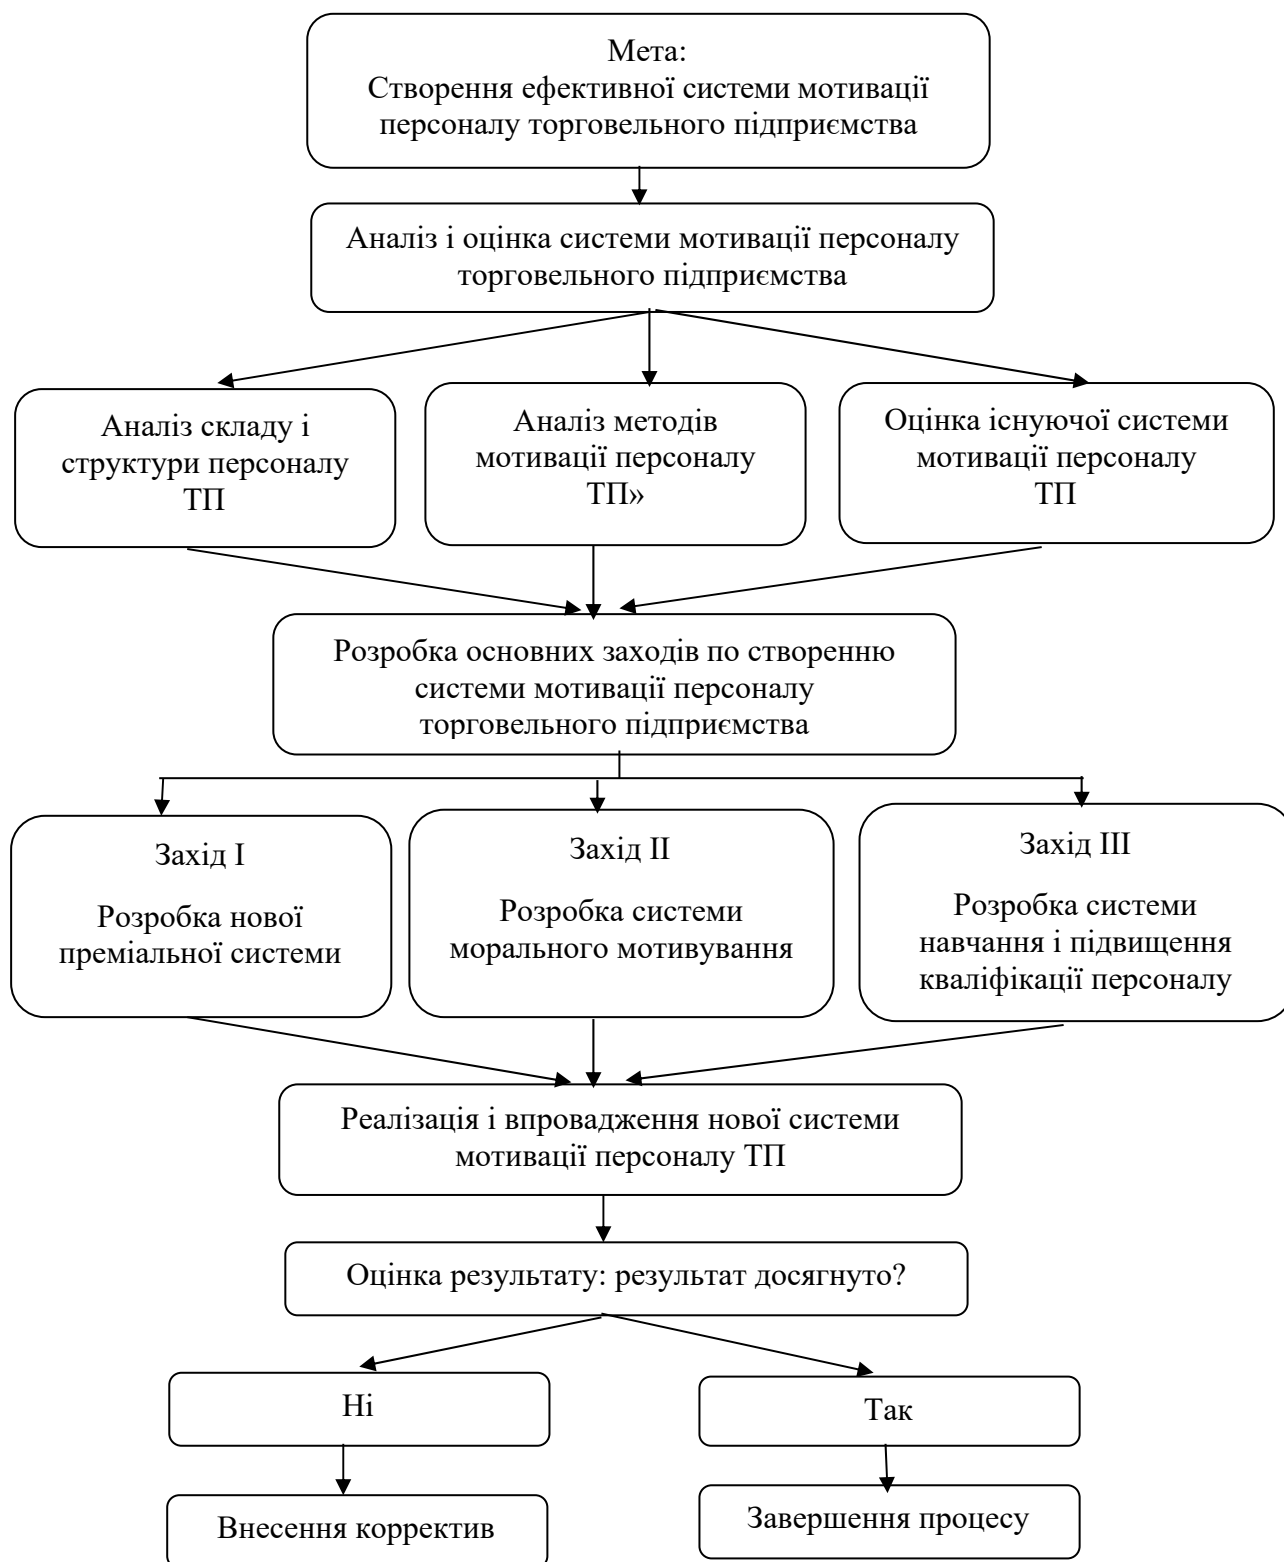 Мета:
Створення ефективної системи мотивації
персоналу торговельного підприємства
Аналіз і оцінка системи мотивації персоналу
торговельного підприємства
Аналіз складу і
структури персоналу
ТП
Аналіз методів
мотивації персоналу
ТП»
Оцінка існуючої системи
мотивації персоналу
ТП
Розробка основних заходів по створенню
системи мотивації персоналу
торговельного підприємства
Захід І
Розробка нової
преміальної системи
Захід ІІ
Розробка системи
морального мотивування
Захід ІІІ
Розробка системи
навчання і підвищення
кваліфікації персоналу
Реалізація і впровадження нової системи
мотивації персоналу ТП
Оцінка результату: результат досягнуто?
Ні
Так
Внесення корректив
Завершення процесу